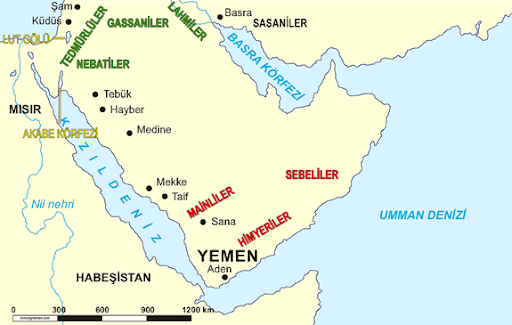 Şam
Kudüs
LUT GÖLÜ
TEDMÜRLÜLER
GASSANİLER
LAHMİLER
Basra
SASANİLER
NEBATİLER
BASRA KÖRFEZİ
MISIR
Tebük
Hayber
AKABE KÖRFEZİ
Medine
KIZILDENİZ
Mekke
Taif
SEBELİLER
MAİNLİLER
Nil nehri
Sana
HİMYERİLER
UMMAN DENİZİ
YEMEN
Aden
HABEŞİSTAN
0 300 600 900 1200 km